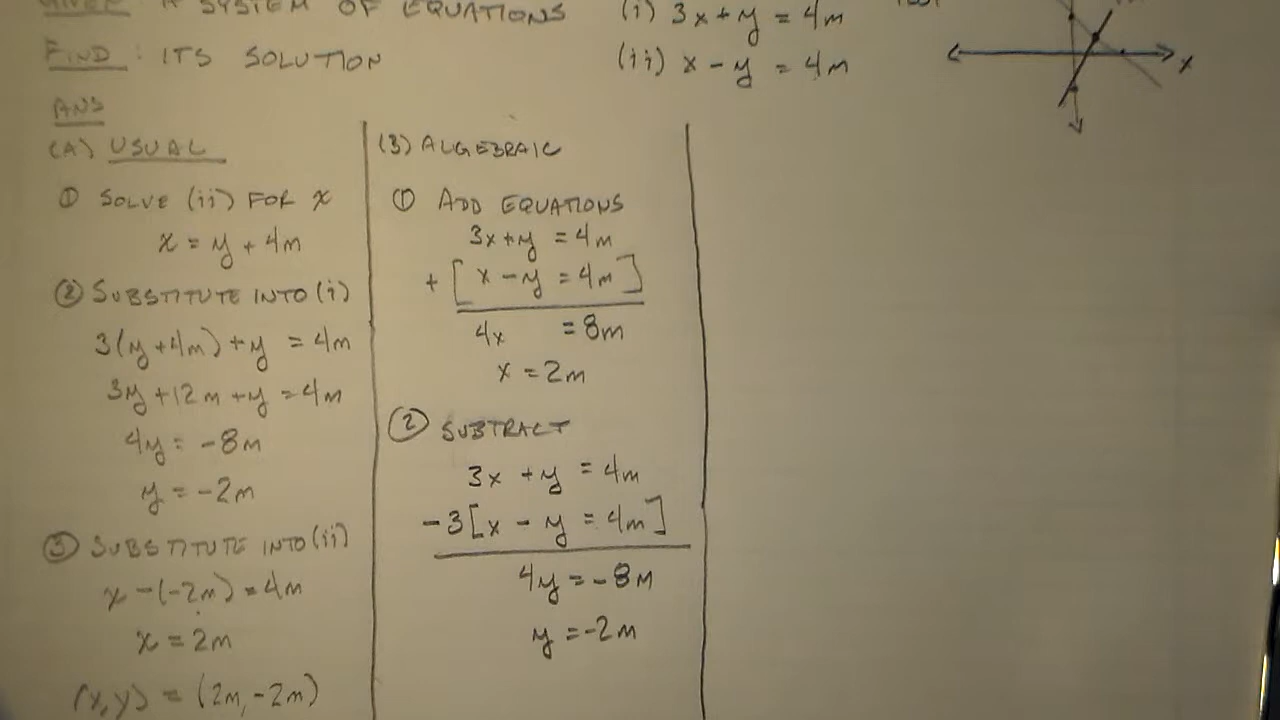 GIVEN: A SYSTEM OF EQUATIONS (i) 3x+y = 4m
FIND: ITS SOLUTION (ii) x - y = 4m
x
ANS
(A) USUAL
① SOLVE (ii) FOR x
x = y + 4m
② SUBSTITUTE INTO (i)
3(y+4m)+y = 4m
3y+12m+y=4m
4y = -8m
y = -2m
③ SUBSTITUTE INTO (ii)
x -(-2m)=4m
x = 2m
(x,y) = (2m,-2m)
(3) ALGEBRAIC
① ADD EQUATIONS
3x+y = 4m
+ [x - y = 4m]
4x = 8m
x = 2m
② SUBTRACT
3x + y = 4m
-3[x - y = 4m]
4y = -8m
y = -2m